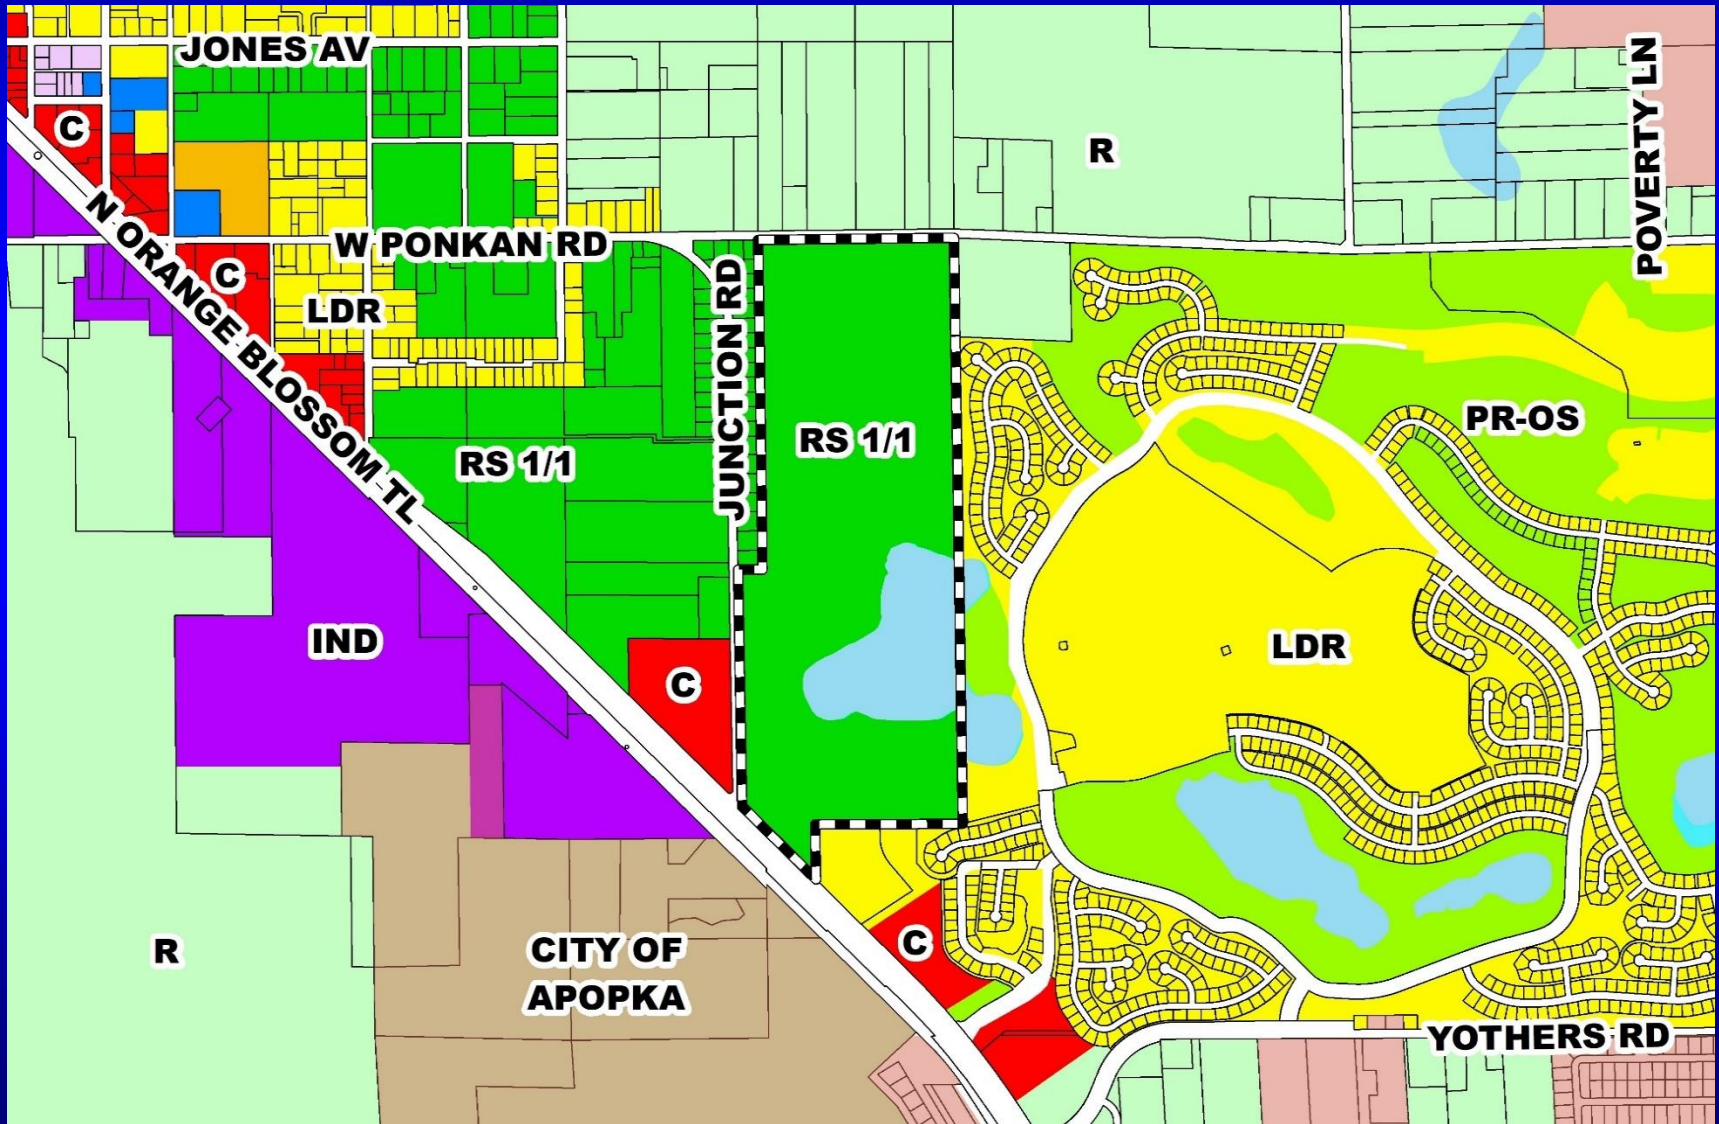 JONES AV
C
R
POVERTY LN
N ORANGE BLOSSOM TL
W PONKAN RD
C
LDR
JUNCTION RD
RS 1/1
RS 1/1
PR-OS
IND
C
LDR
R
CITY OF
APOPKA
C
YOTHERS RD